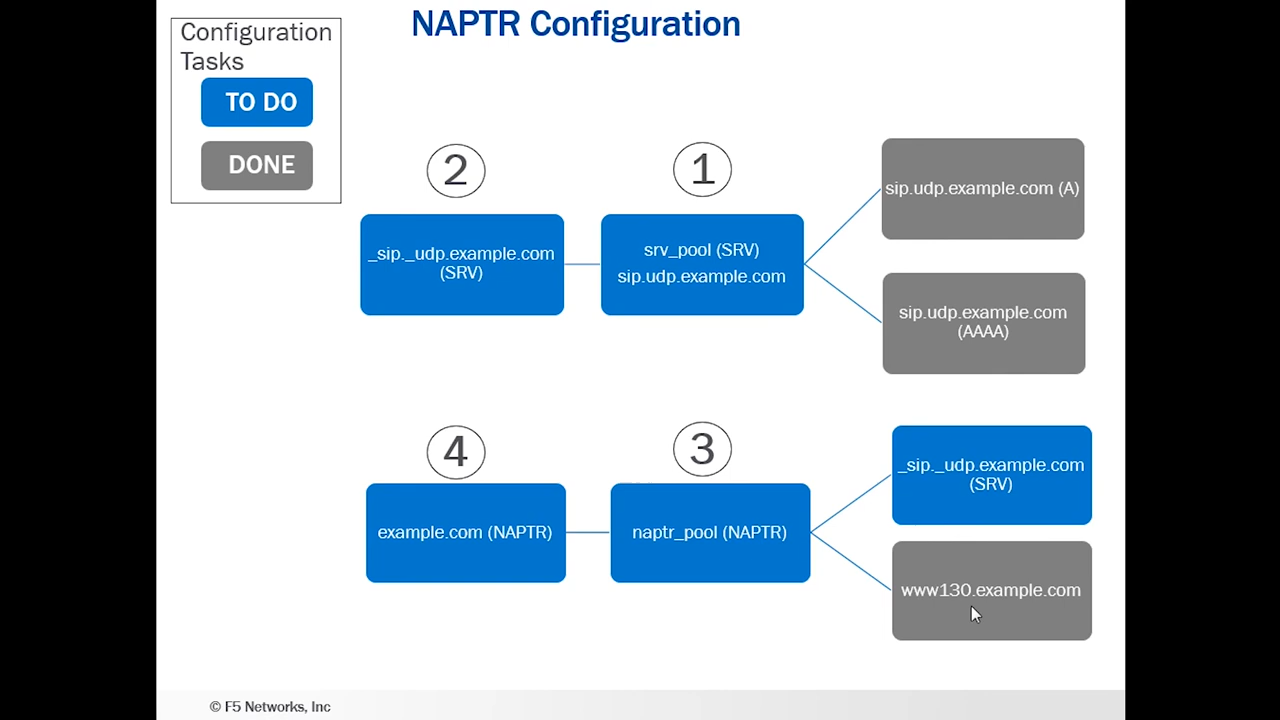 NAPTR Configuration
Configuration
Tasks
TO DO
DONE
2
1
_sip._udp.example.com
(SRV)
srv_pool (SRV)
sip.udp.example.com
sip.udp.example.com (A)
sip.udp.example.com
(AAAA)
4
3
example.com (NAPTR)
naptr_pool (NAPTR)
_sip._udp.example.com
(SRV)
www130.example.com
© F5 Networks, Inc